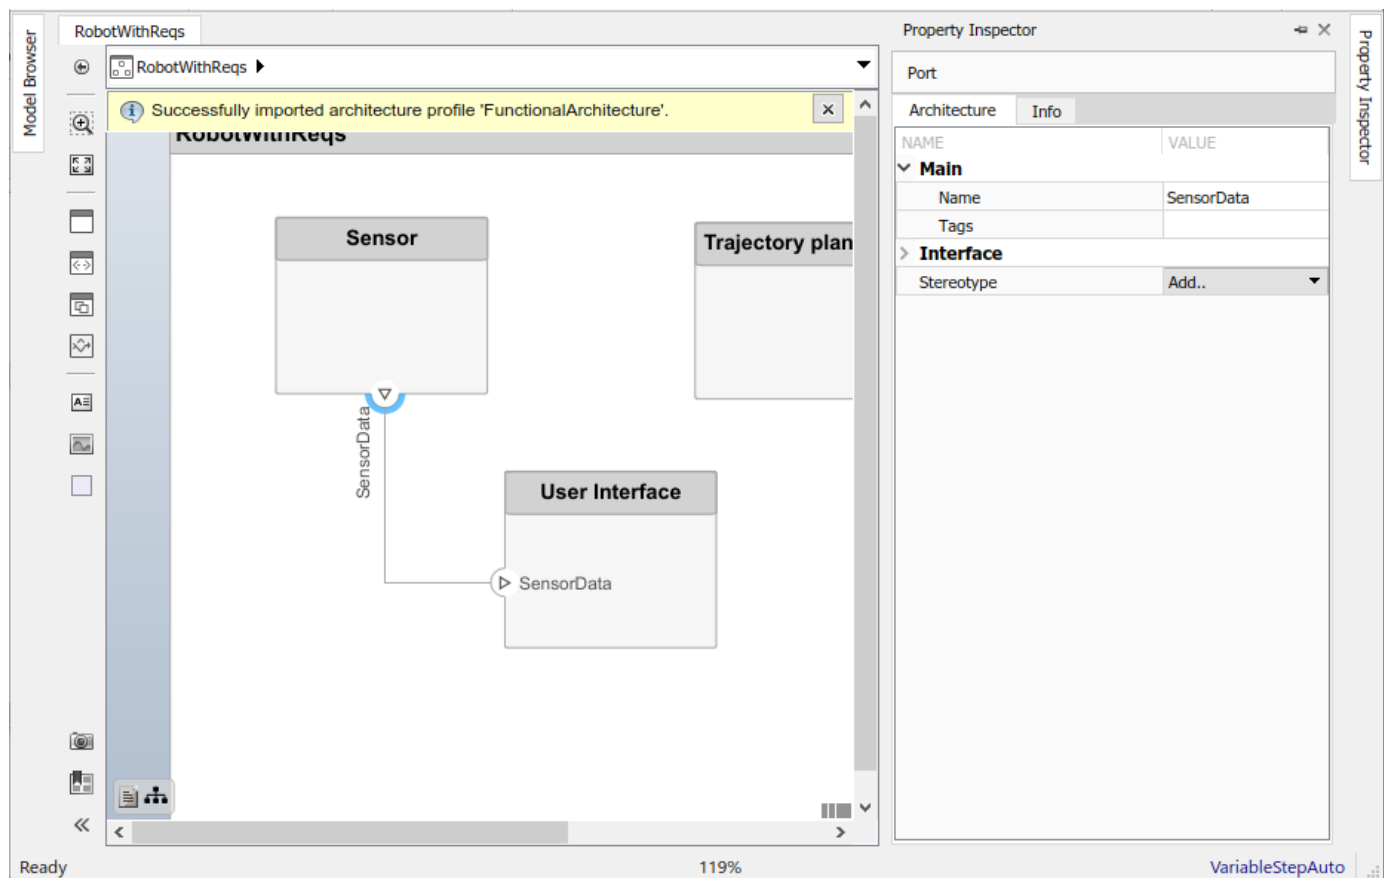 Model Browser
RobotWithReqs
RobotWithReqs
Successfully imported architecture profile 'FunctionalArchitecture'.
RobotWithReqs
Sensor
Trajectory plan
SensorData
User Interface
SensorData
Property Inspector
Port
Architecture Info
NAME VALUE
Main
Name SensorData
Tags
Interface
Stereotype Add..
Property Inspector
Ready 119% VariableStepAuto